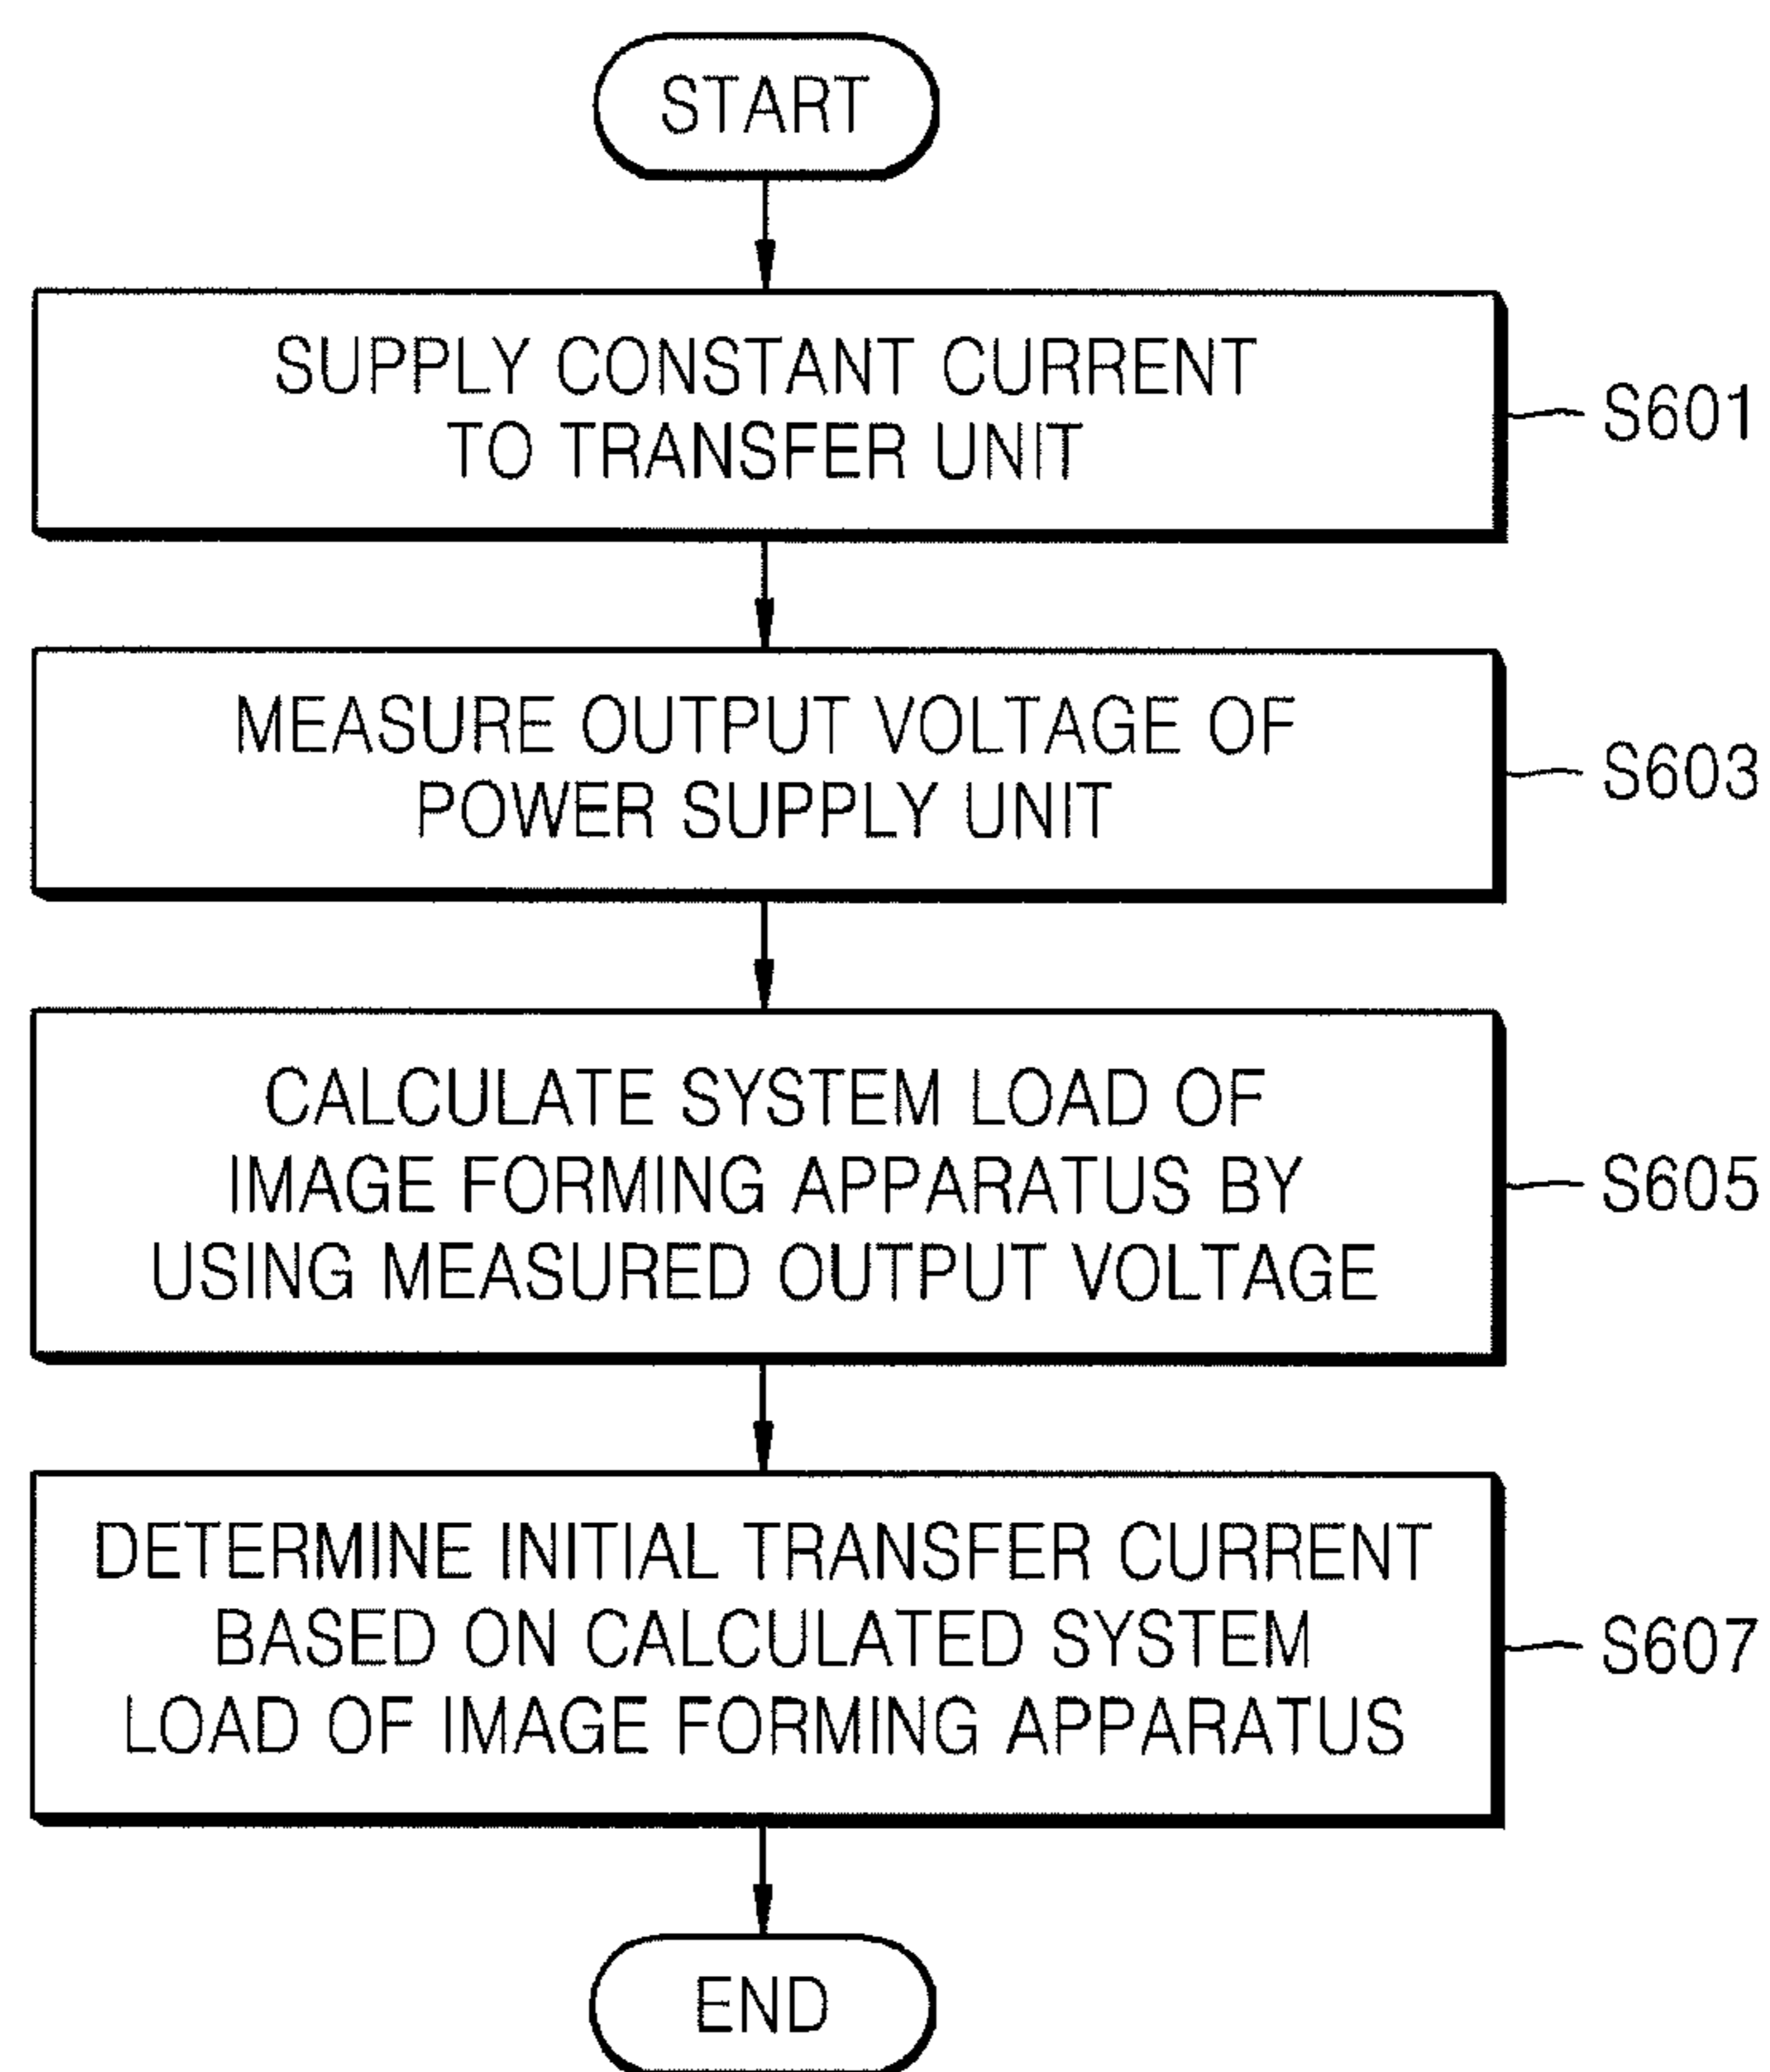 START
SUPPLY CONSTANT CURRENT
TO TRANSFER UNIT
S601
MEASURE OUTPUT VOLTAGE OF
POWER SUPPLY UNIT
S603
CALCULATE SYSTEM LOAD OF
IMAGE FORMING APPARATUS BY
USING MEASURED OUTPUT VOLTAGE
S605
DETERMINE INITIAL TRANSFER CURRENT
BASED ON CALCULATED SYSTEM
LOAD OF IMAGE FORMING APPARATUS
S607
END